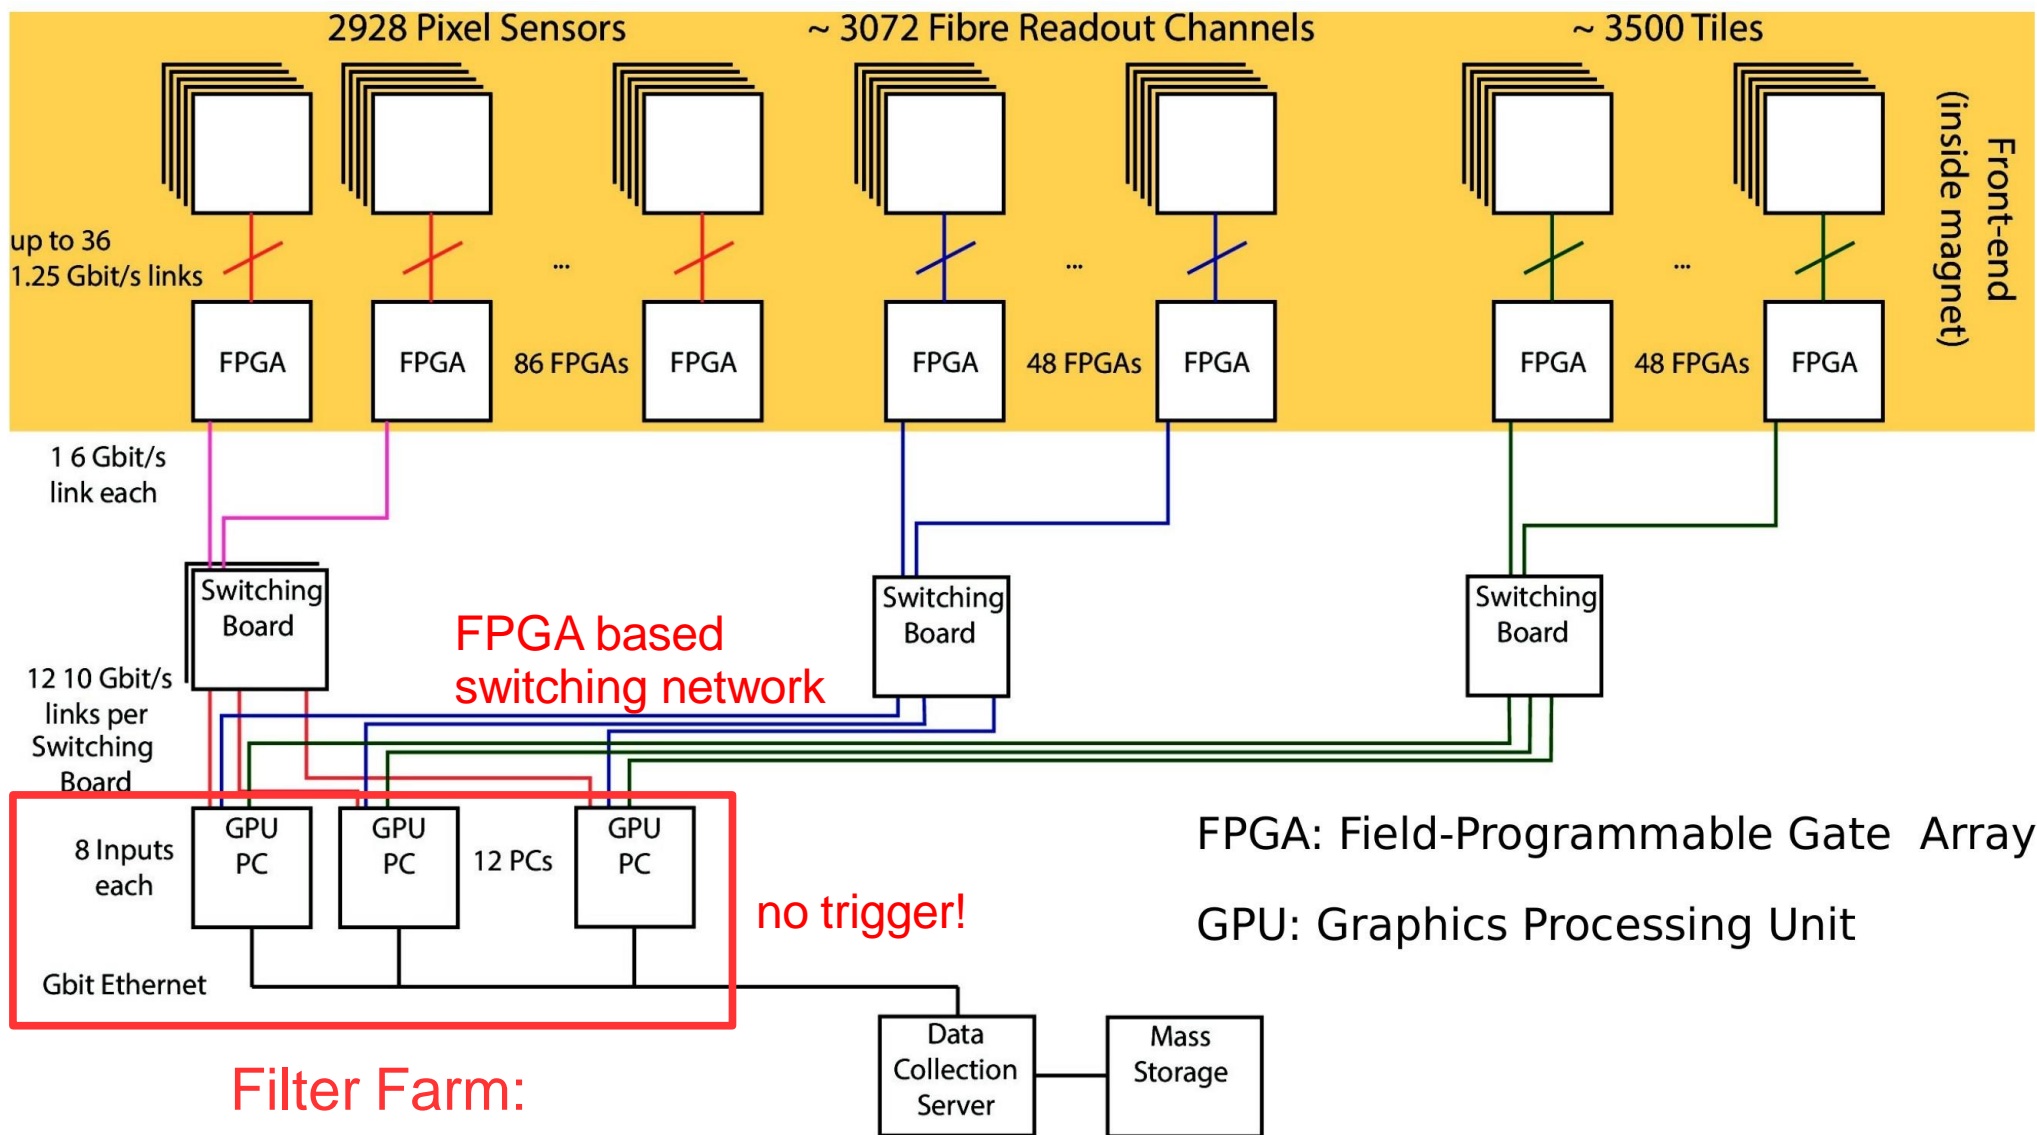 2928 Pixel Sensors
~ 3072 Fibre Readout Channels
~ 3500 Tiles
Front-end
(inside magnet)
up to 36
1.25 Gbit/s links
...
...
...
FPGA
FPGA
86 FPGAs
FPGA
FPGA
48 FPGAs
FPGA
FPGA
48 FPGAs
FPGA
1 6 Gbit/s
link each
Switching
Board
FPGA based
switching network
Switching
Board
Switching
Board
12 10 Gbit/s
links per
Switching
Board
8 Inputs
each
GPU
PC
GPU
PC
12 PCs
GPU
PC
no trigger!
FPGA: Field-Programmable Gate Array
GPU: Graphics Processing Unit
Gbit Ethernet
Data
Collection
Server
Mass
Storage
Filter Farm: